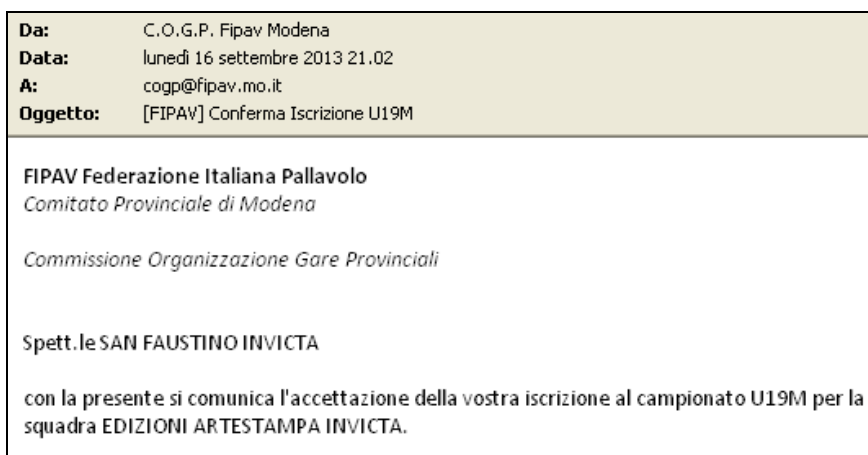 Da: C.O.G.P. Fipav Modena
Data: lunedì 16 settembre 2013 21.02
A: cogp@fipav.mo.it
Oggetto: [FIPAV] Conferma Iscrizione U19M
FIPAV Federazione Italiana Pallavolo
Comitato Provinciale di Modena
Commissione Organizzazione Gare Provinciali
Spett.le SAN FAUSTINO INVICTA
con la presente si comunica l'accettazione della vostra iscrizione al campionato U19M per la
squadra EDIZIONI ARTESTAMPA INVICTA.